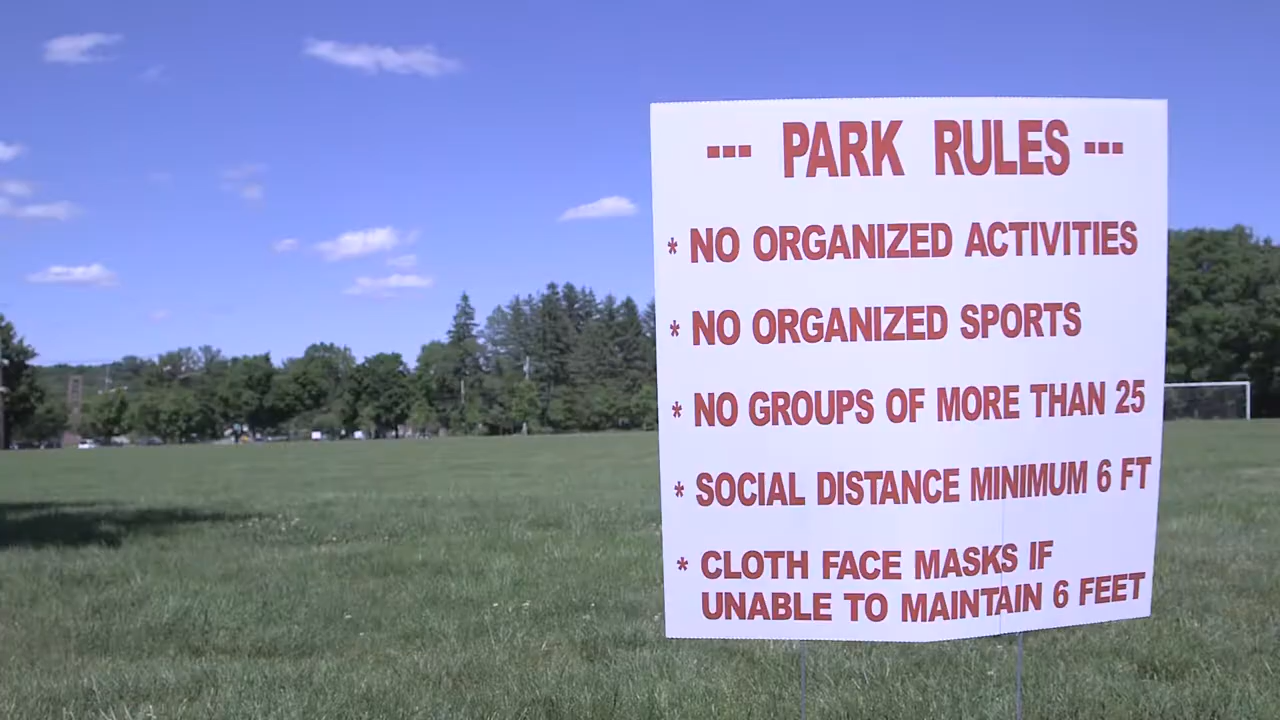 --- PARK RULES ---
* NO ORGANIZED ACTIVITIES
* NO ORGANIZED SPORTS
* NO GROUPS OF MORE THAN 25
* SOCIAL DISTANCE MINIMUM 6 FT
* CLOTH FACE MASKS IF
UNABLE TO MAINTAIN 6 FEET